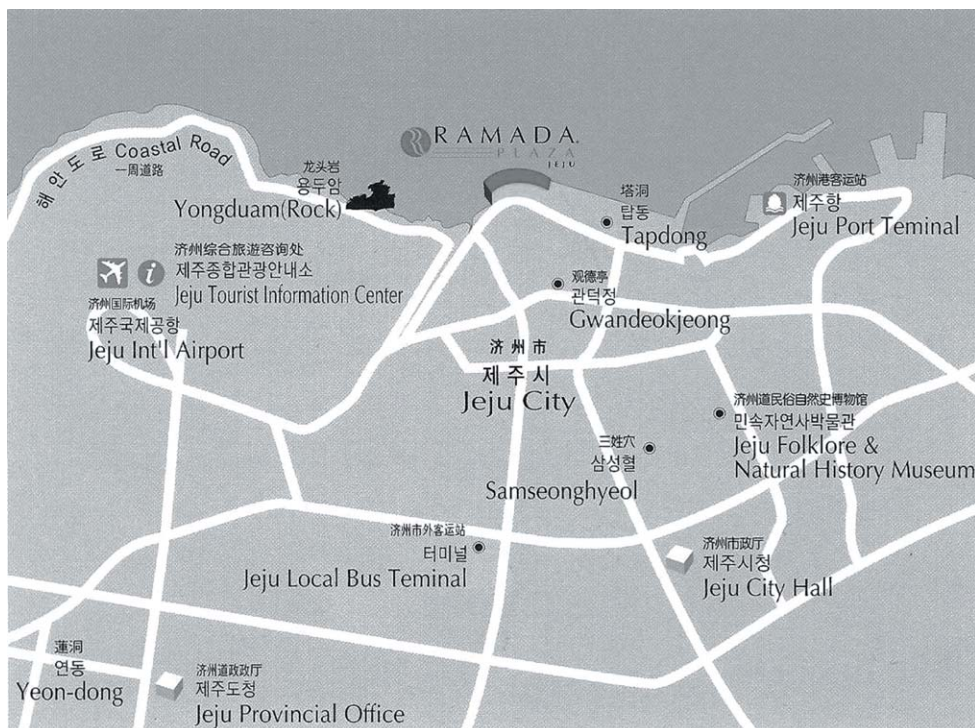 RAMADA®
PLAZA
JEJU
해안도로 Coastal Road
一周道路
龙头岩
용두암
Yongduam(Rock)
塔洞
탑동
Tapdong
济州港客运站
제주항
Jeju Port Teminal
济州综合旅遊咨询处
제주종합관광안내소
Jeju Tourist Information Center
济州国际机场
제주국제공항
Jeju Int'l Airport
观德亭
관덕정
Gwandeokjeong
济州市
제주시
Jeju City
济州道民俗自然史博物馆
민속자연사박물관
Jeju Folklore &
Natural History Museum
三姓穴
삼성혈
Samseonghyeol
济州市外客运站
터미널
Jeju Local Bus Teminal
济州市政厅
제주시청
Jeju City Hall
蓮洞
연동
Yeon-dong
济州道政政厅
제주도청
Jeju Provincial Office